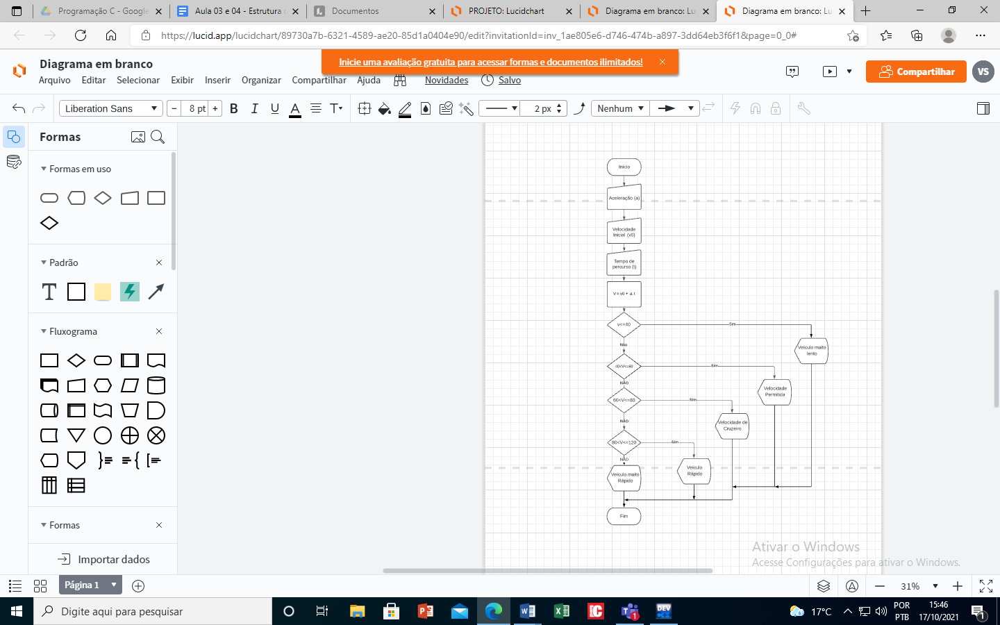 Programação C - Google
Aula 03 e 04 - Estrutura
Documentos
PROJETO: Lucidchart
Diagrama em branco: Lu
Diagrama em branco: Lu
https://lucid.app/lucidchart/89730a7b-6321-4589-ae20-85d1a0404e90/edit?invitationId=inv_1ae805e6-d746-474b-a897-3dd64eb3f6f1&page=0_0#
Diagrama em branco
Inicie uma avaliação gratuita para acessar formas e documentos ilimitados!
Arquivo Editar Selecionar Exibir Inserir Organizar Compartilhar Ajuda Novidades Salvo
Compartilhar
VS
Liberation Sans
8 pt
B I U A T
2 px
Nenhum
Formas
Formas em uso
Padrão
T
Fluxograma
Formas
Importar dados
Início
Aceleração (a)
Velocidade
Inicial (v0)
Tempo de
percurso (t)
V = v0 + a.t
v<=40
Sim
Não
Veículo muito
lento
40<V<=60
Sim
NÃO
Velocidade
Permitida
60<V<=80
Sim
NÃO
Velocidade de
Cruzeiro
80<V<=120
Sim
NÃO
Veículo
Rápido
Veículo muito
Rápido
Fim
Ativar o Windows
Acesse Configurações para ativar o Windows.
Página 1
31%
Digite aqui para pesquisar
17°C
POR
PTB
15:46
17/10/2021
1